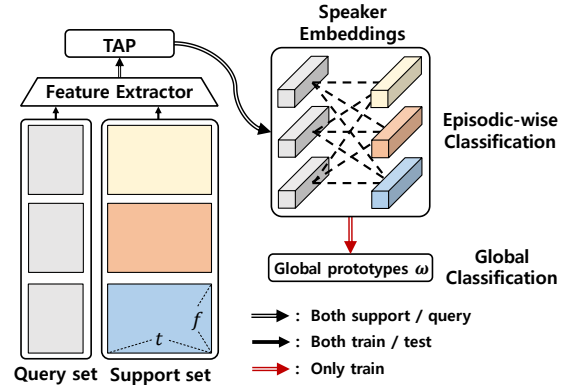 Speaker
Embeddings
TAP
Feature Extractor
Episodic-wise
Classification
Global prototypes ω
Global
Classification
f
t
Query set
Support set
: Both support / query
: Both train / test
: Only train